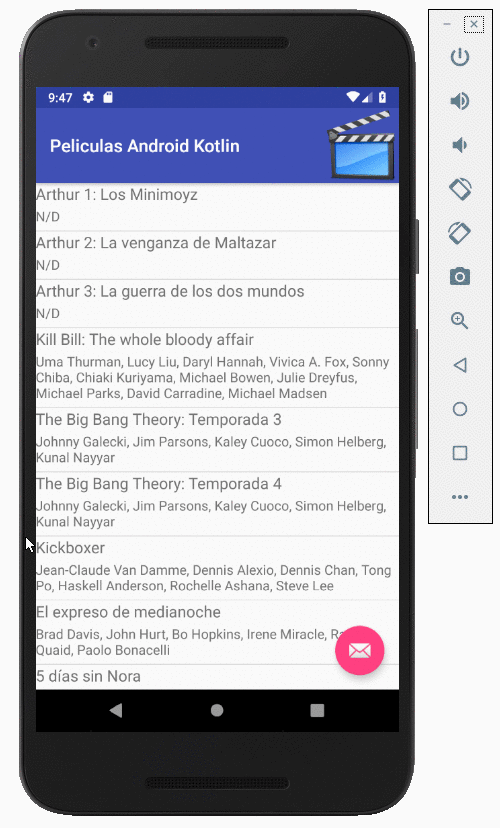 9:47
Peliculas Android Kotlin
Arthur 1: Los Minimoyz
N/D
Arthur 2: La venganza de Maltazar
N/D
Arthur 3: La guerra de los dos mundos
N/D
Kill Bill: The whole bloody affair
Uma Thurman, Lucy Liu, Daryl Hannah, Vivica A. Fox, Sonny
Chiba, Chiaki Kuriyama, Michael Bowen, Julie Dreyfus,
Michael Parks, David Carradine, Michael Madsen
The Big Bang Theory: Temporada 3
Johnny Galecki, Jim Parsons, Kaley Cuoco, Simon Helberg,
Kunal Nayyar
The Big Bang Theory: Temporada 4
Johnny Galecki, Jim Parsons, Kaley Cuoco, Simon Helberg,
Kunal Nayyar
Kickboxer
Jean-Claude Van Damme, Dennis Alexio, Dennis Chan, Tong
Po, Haskell Anderson, Rochelle Ashana, Steve Lee
El expreso de medianoche
Brad Davis, John Hurt, Bo Hopkins, Irene Miracle,
Quaid, Paolo Bonacelli
5 días sin Nora